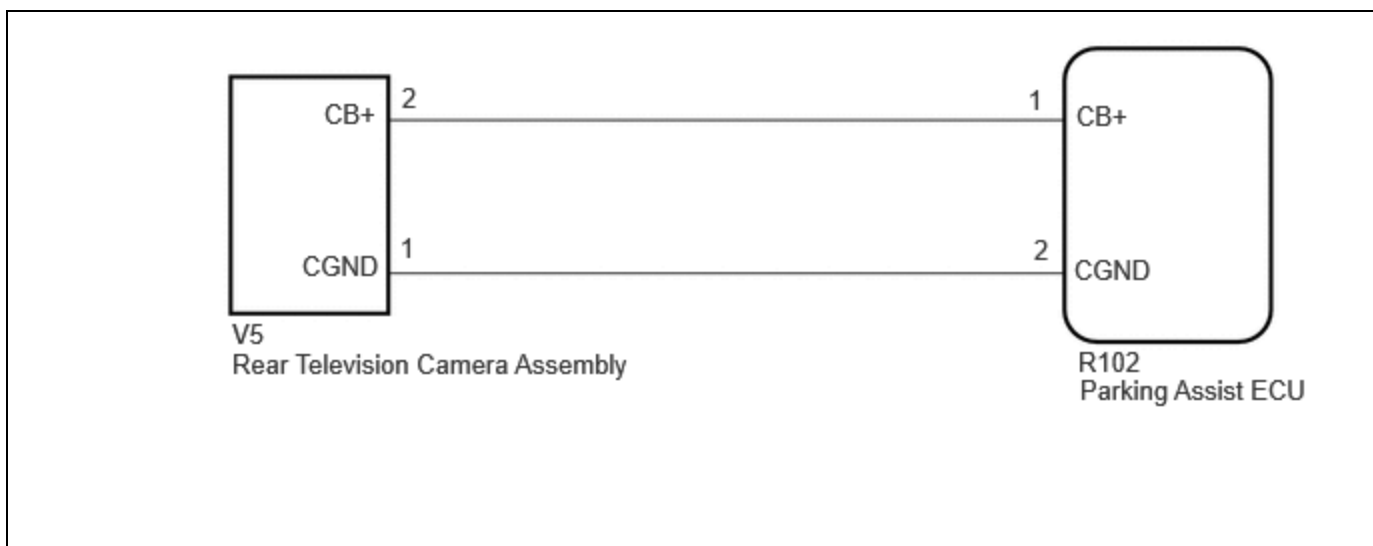 CB+ 2
1 CB+
CGND 1
2 CGND
V5
Rear Television Camera Assembly
R102
Parking Assist ECU